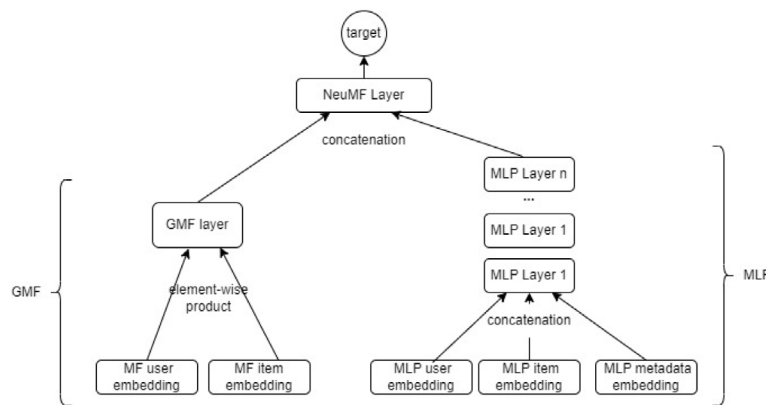 target
NeuMF Layer
concatenation
MLP Layer n
...
GMF layer
MLP Layer 1
MLP Layer 1
GMF
element-wise
product
MLP
concatenation
MF user
embedding
MF item
embedding
MLP user
embedding
MLP item
embedding
MLP metadata
embedding